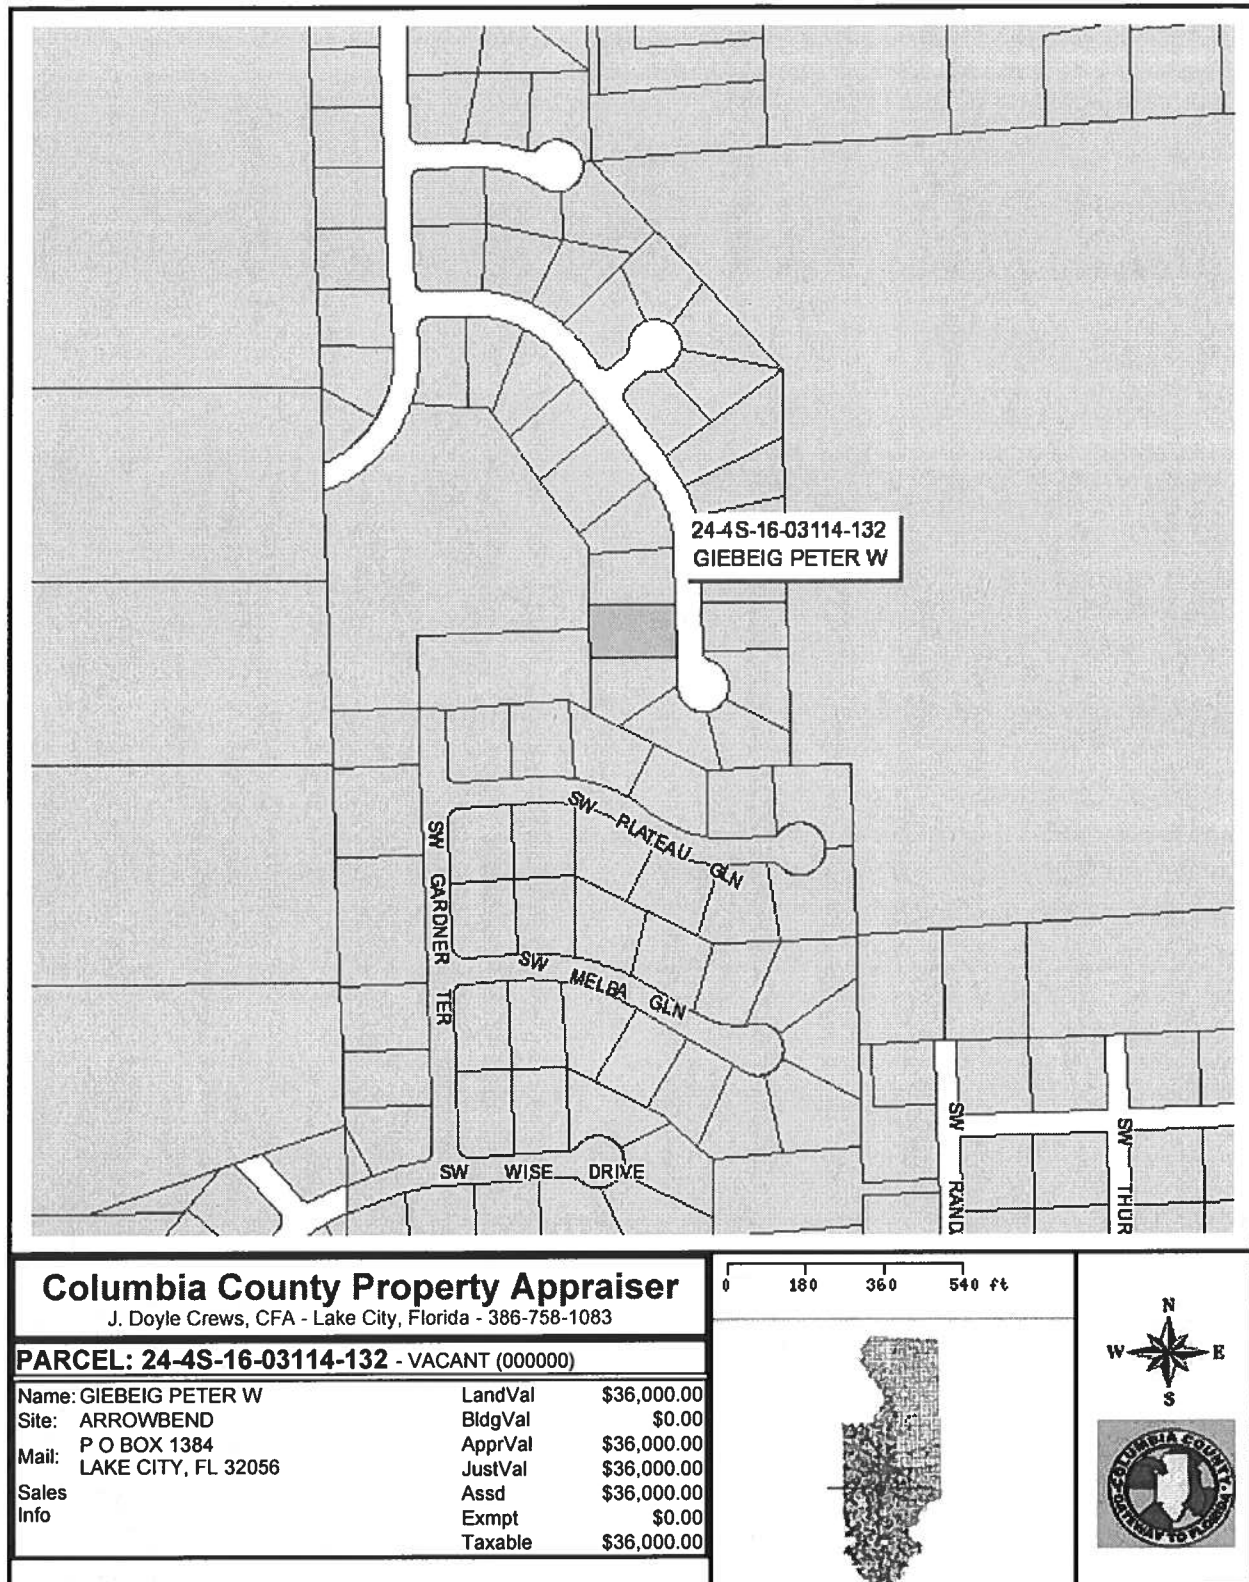 24-4S-16-03114-132
GIEBEIG PETER W
SW PLATEAU GLN
SW GARDNER TER
SW MELBA GLN
SW WISE DRIVE
SW RAND
SW THUR
Columbia County Property Appraiser
J. Doyle Crews, CFA - Lake City, Florida - 386-758-1083
PARCEL: 24-4S-16-03114-132 - VACANT (000000)
Name: GIEBEIG PETER W LandVal $36,000.00
Site: ARROWBEND BldgVal $0.00
Mail: P O BOX 1384 ApprVal $36,000.00
LAKE CITY, FL 32056 JustVal $36,000.00
Sales Assd $36,000.00
Info Exmpt $0.00
Taxable $36,000.00
0 180 360 540 ft
N
W E
S
COLUMBIA COUNTY
GATEWAY TO FLORIDA